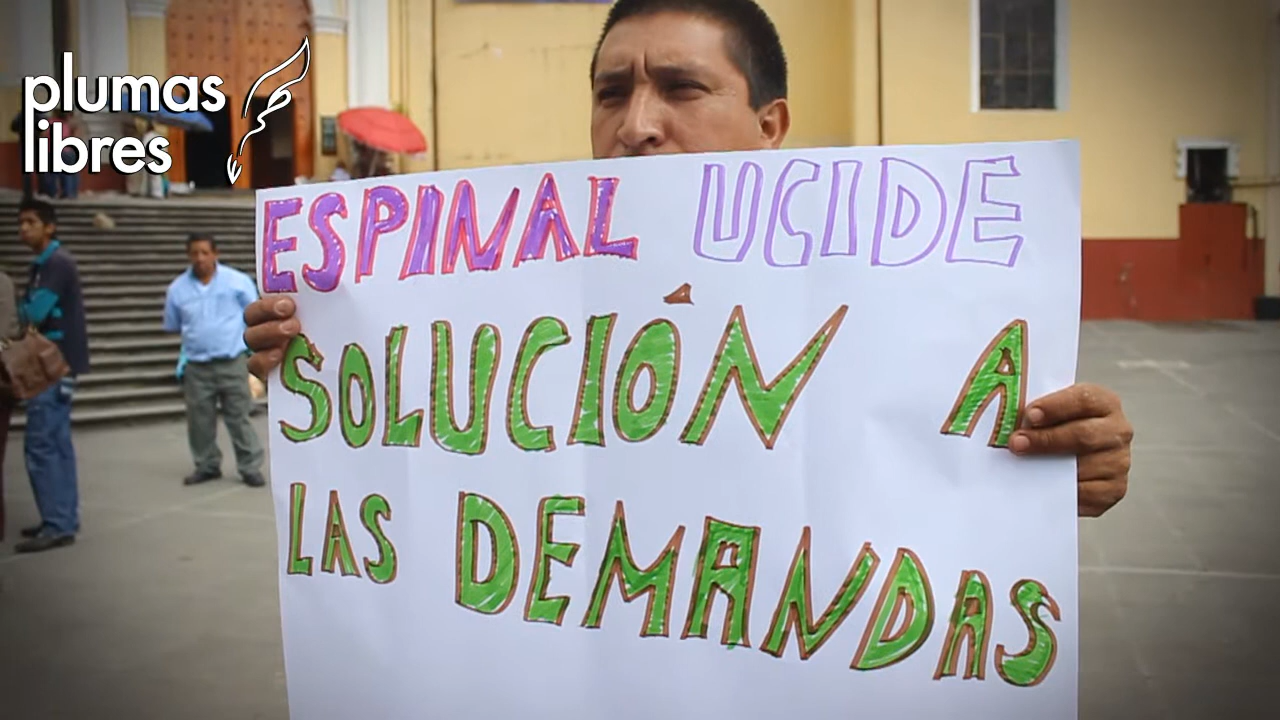 plumas
libres
ESPINAL UCIDE
SOLUCIÓN A
LAS DEMANDAS